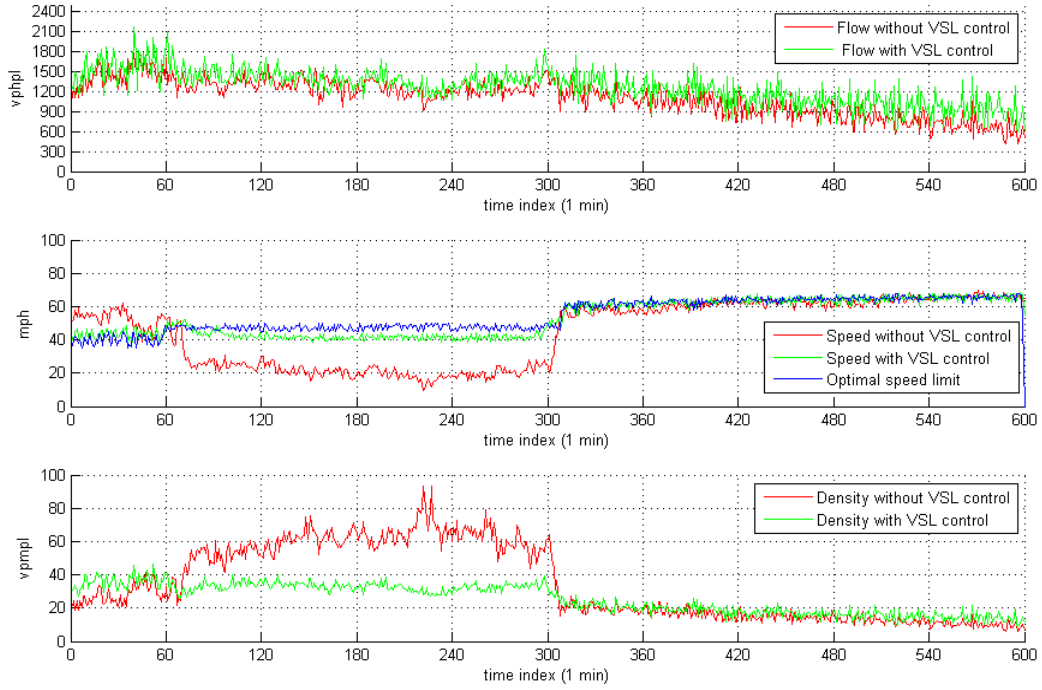 2400
2100
1800
1500
1200
900
600
300
0
vphpl
Flow without VSL control
Flow with VSL control
0 60 120 180 240 300 360 420 480 540 600
time index (1 min)
100
80
60
40
20
0
mph
Speed without VSL control
Speed with VSL control
Optimal speed limit
0 60 120 180 240 300 360 420 480 540 600
time index (1 min)
100
80
60
40
20
0
vpmpl
Density without VSL control
Density with VSL control
0 60 120 180 240 300 360 420 480 540 600
time index (1 min)